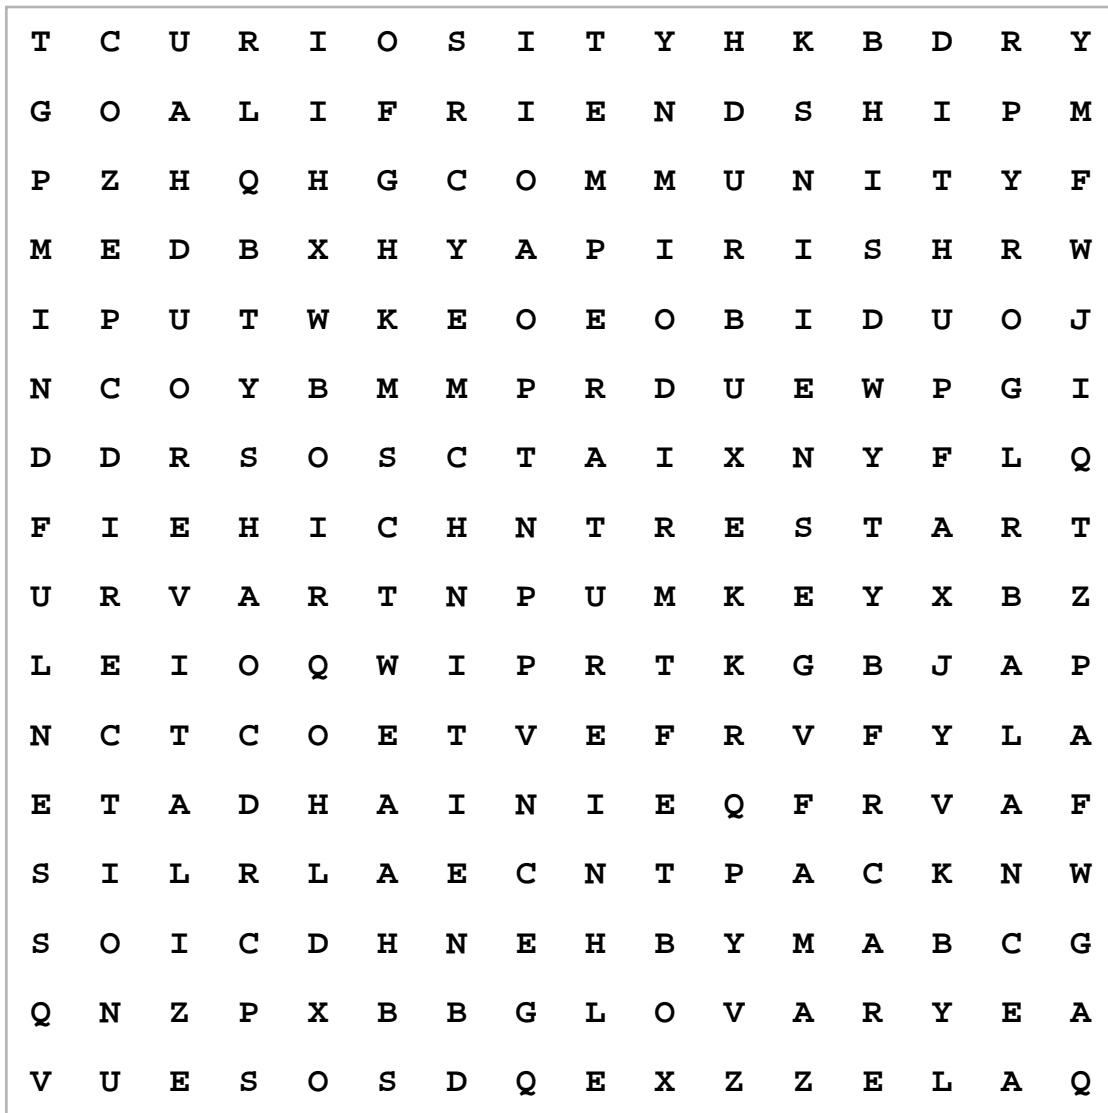 T C U R I O S I T Y H K B D R Y
G O A L I F R I E N D S H I P M
P Z H Q H G C O M M U N I T Y F
M E D B X H Y A P I R I S H R W
I P U T W K E O E O B I D U O J
N C O Y B M M P R D U E W P G I
D D R S O S C T A I X N Y F L Q
F I E H I C H N T R E S T A R T
U R V A R T N P U M K E Y X B Z
L E I O Q W I P R T K G B J A P
N C T C O E T V E F R V F Y L A
E T A D H A I N I E Q F R V A F
S I L R L A E C N T P A C K N W
S O I C D H N E H B Y M A B C G
Q N Z P X B B G L O V A R Y E A
V U E S O S D Q E X Z Z E L A Q